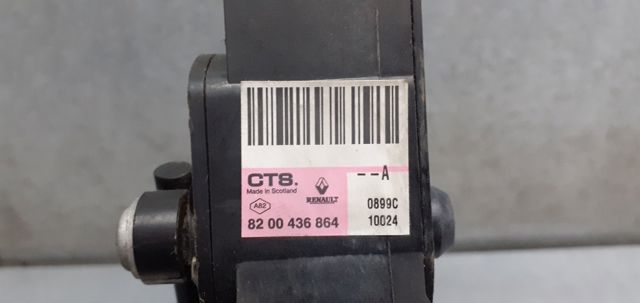 CTS. --A
Made in Scotland
A82 RENAULT 0899C
82 00 436 864 10024